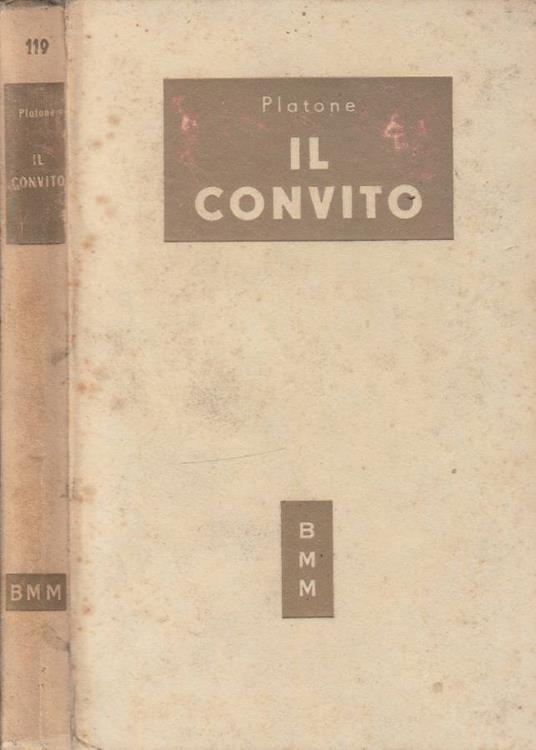 119
Platone
IL
CONVITO
BMM
Platone
IL
CONVITO
B
M
M